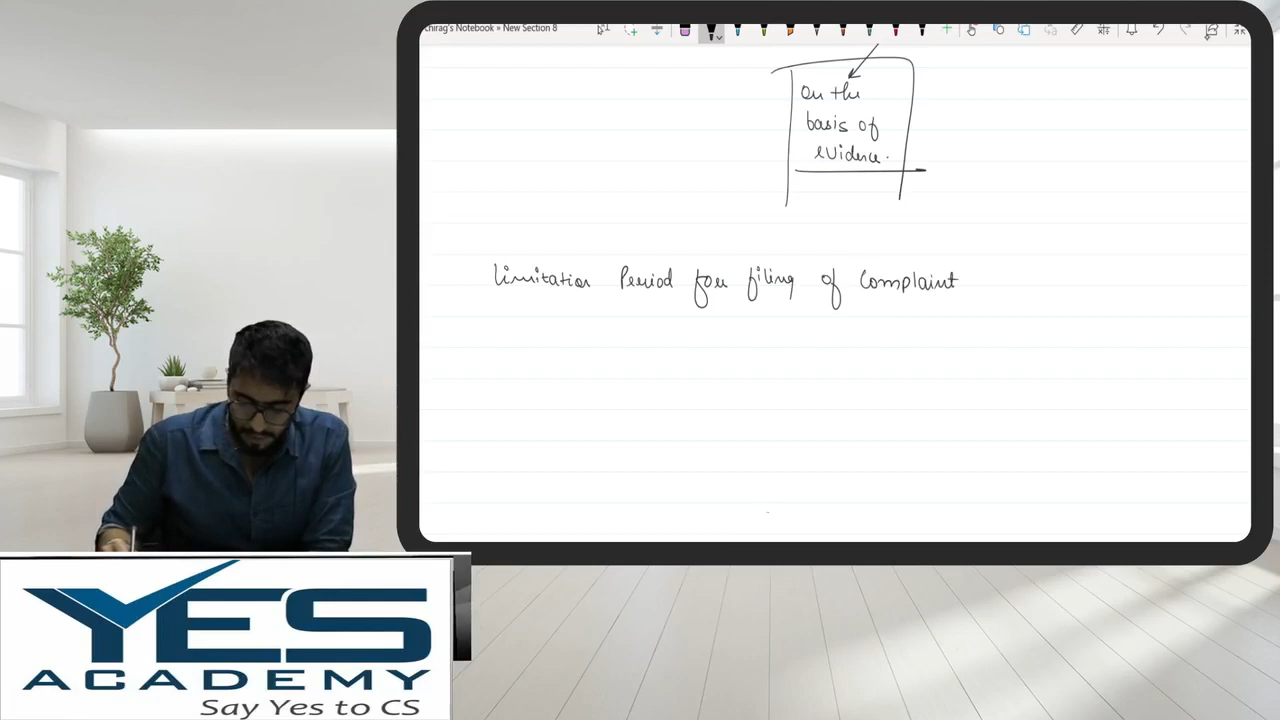 chirag's Notebook » New Section 8
On the
basis of
evidence.
Limitation Period for filing of Complaint
YES
ACADEMY
Say Yes to CS